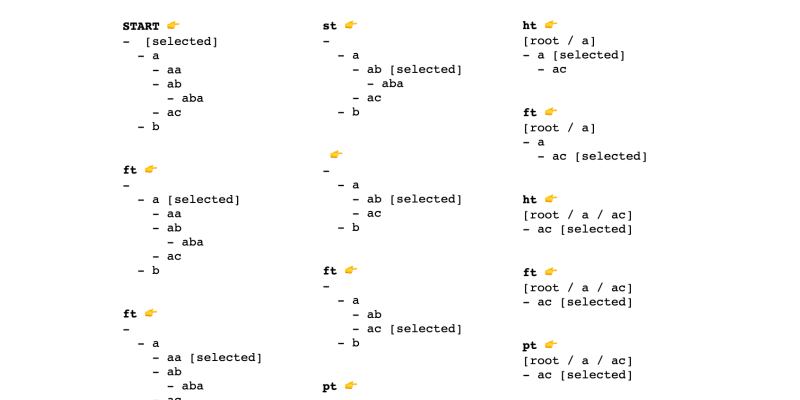 START 👉
-  [selected]
  - a
    - aa
    - ab
      - aba
    - ac
  - b
ft 👉
-
  - a [selected]
    - aa
    - ab
      - aba
    - ac
  - b
ft 👉
-
  - a
    - aa [selected]
    - ab
      - aba
    - ac
st 👉
-
  - a
    - ab [selected]
      - aba
    - ac
  - b
👉
-
  - a
    - ab [selected]
    - ac
  - b
ft 👉
-
  - a
    - ab
    - ac [selected]
  - b
pt 👉
ht 👉
[root / a]
- a [selected]
  - ac
ft 👉
[root / a]
- a
  - ac [selected]
ht 👉
[root / a / ac]
- ac [selected]
ft 👉
[root / a / ac]
- ac [selected]
pt 👉
[root / a / ac]
- ac [selected]